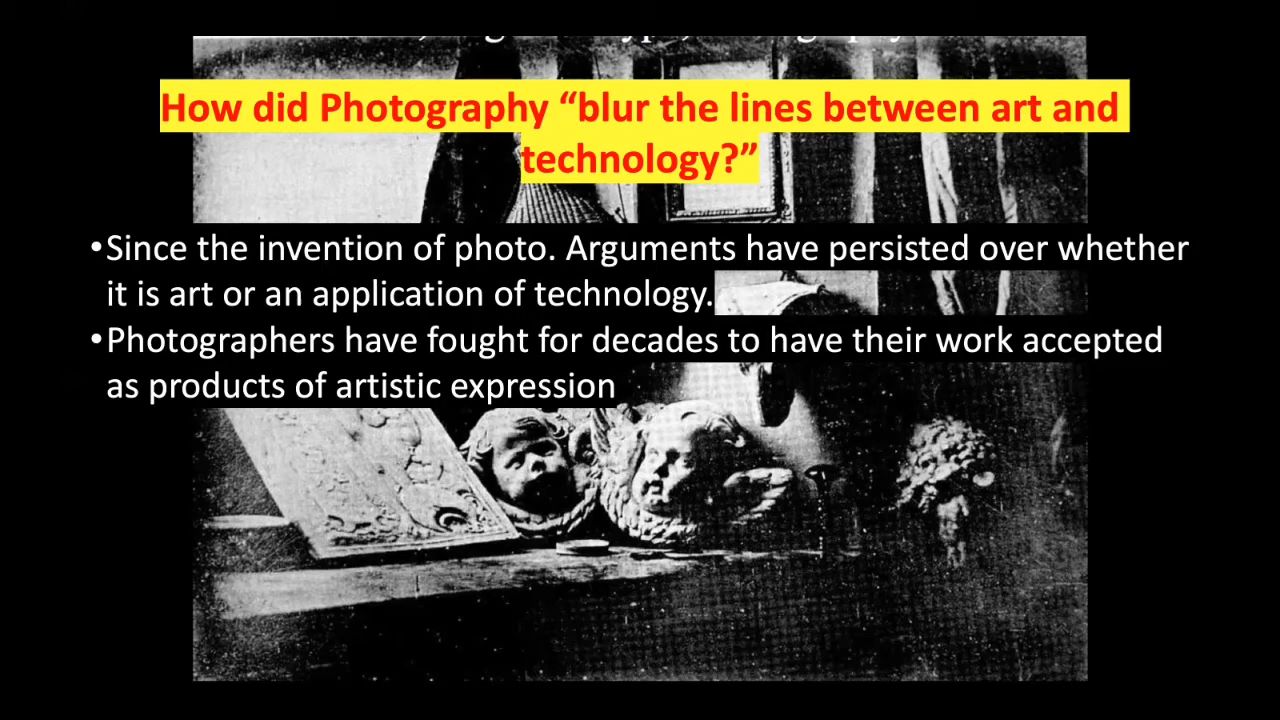 How did Photography “blur the lines between art and
technology?”
•Since the invention of photo. Arguments have persisted over whether
it is art or an application of technology.
•Photographers have fought for decades to have their work accepted
as products of artistic expression